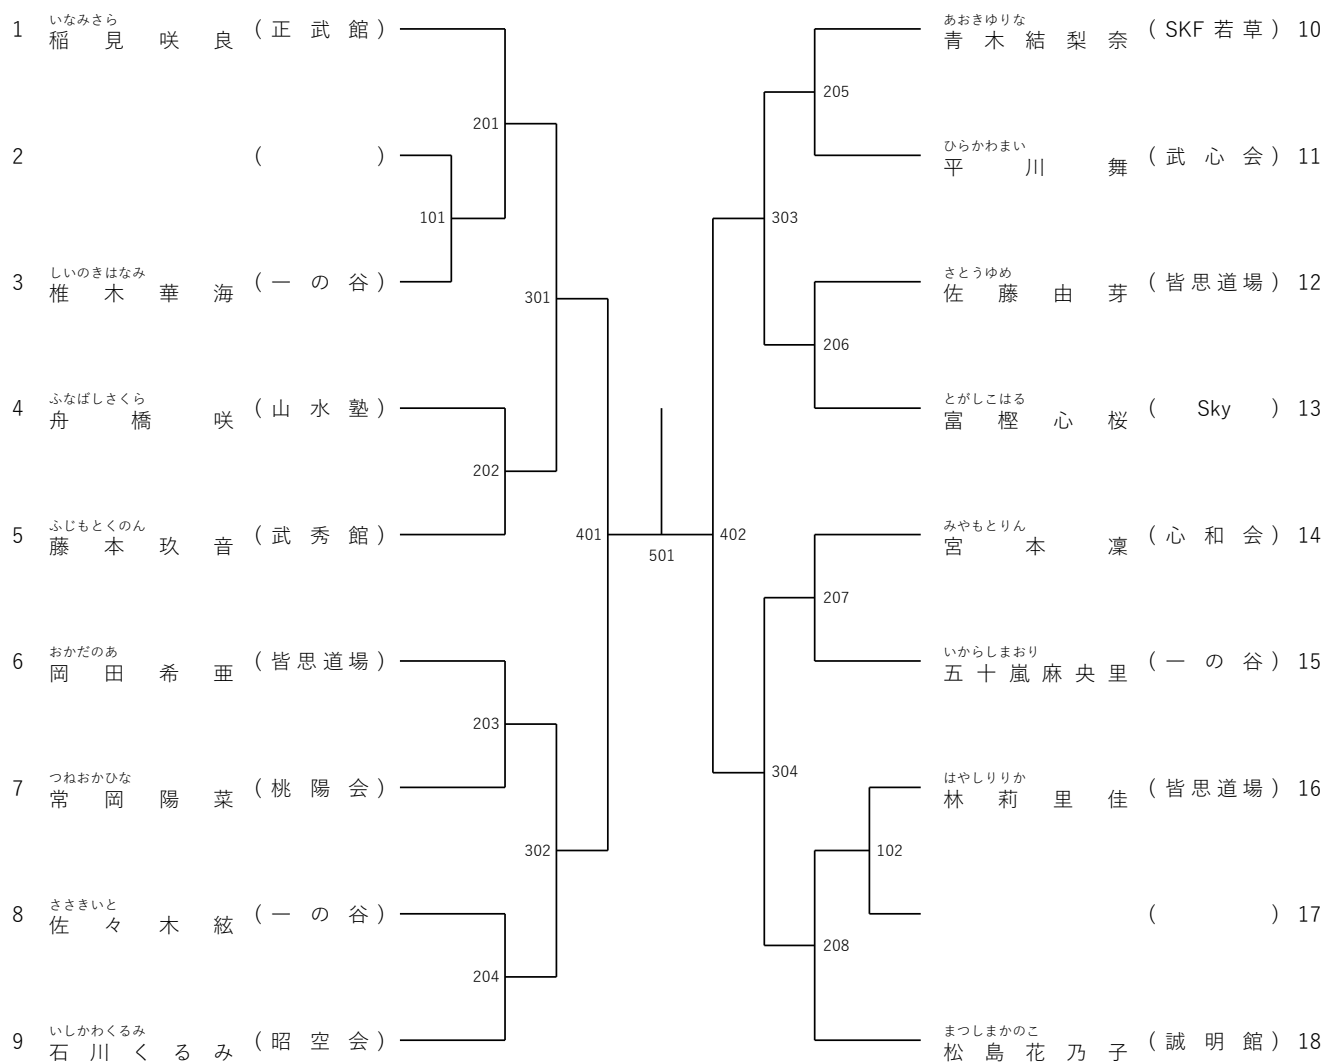 いなみさら
1 稲見咲良 (正武館)
201
2 ( )
101
しいのきはなみ
3 椎木華海 (一の谷)
301
ふなばしさくら
4 舟橋咲 (山水塾)
202
ふじもとくのん
5 藤本玖音 (武秀館)
401
おかだのあ
6 岡田希亜 (皆思道場)
203
つねおかひな
7 常岡陽菜 (桃陽会)
302
ささきいと
8 佐々木絃 (一の谷)
204
いしかわくるみ
9 石川くるみ (昭空会)
501
あおきゆりな
青木結梨奈 (SKF若草) 10
205
ひらかわまい
平川舞 (武心会) 11
303
さとうゆめ
佐藤由芽 (皆思道場) 12
206
とがしこはる
富樫心桜 (Sky) 13
402
みやもとりん
宮本凜 (心和会) 14
207
いからしまおり
五十嵐麻央里 (一の谷) 15
304
はやしりりか
林莉里佳 (皆思道場) 16
102
( ) 17
208
まつしまかのこ
松島花乃子 (誠明館) 18